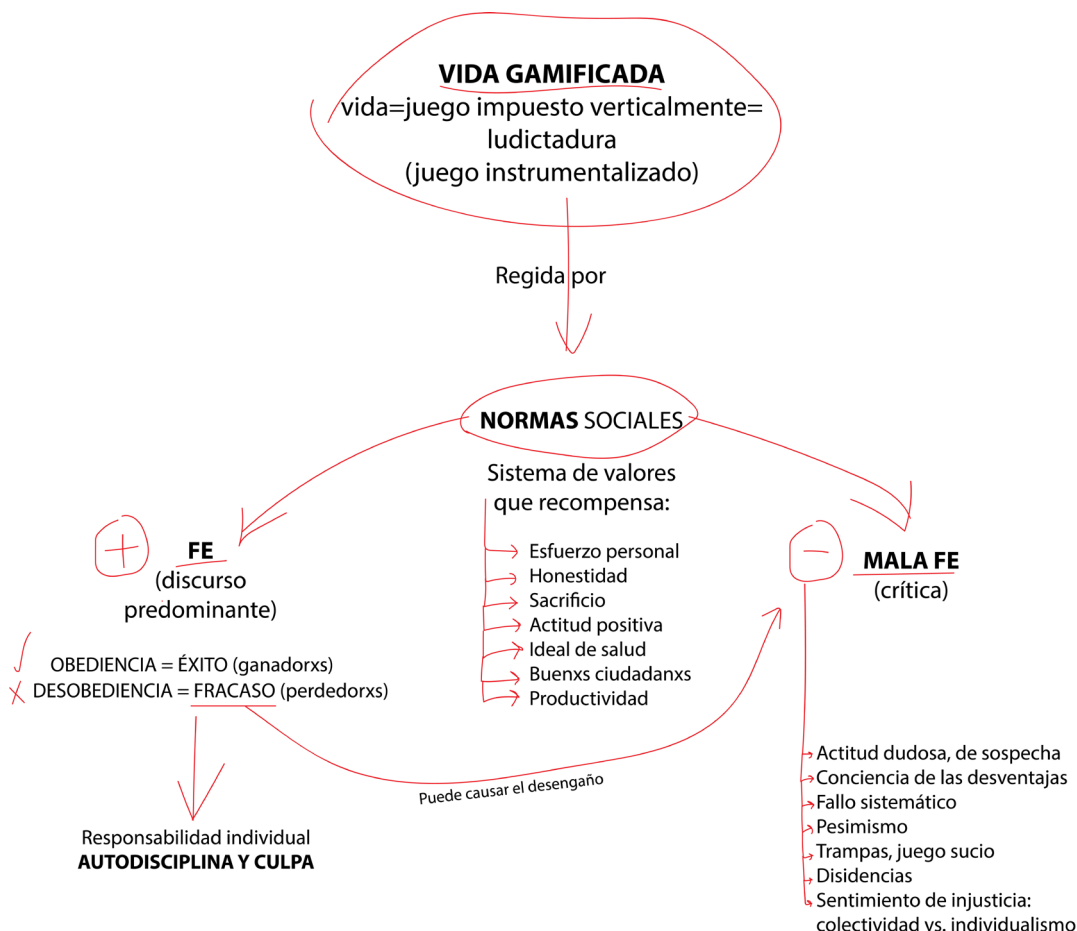 VIDA GAMIFICADA
vida=juego impuesto verticalmente=
ludictadura
(juego instrumentalizado)
Regida por
NORMAS SOCIALES
Sistema de valores
que recompensa:
Esfuerzo personal
Honestidad
Sacrificio
Actitud positiva
Ideal de salud
Buenxs ciudadanxs
Productividad
+
FE
(discurso
predominante)
OBEDIENCIA = ÉXITO (ganadorxs)
DESOBEDIENCIA = FRACASO (perdedorxs)
Responsabilidad individual
AUTODISCIPLINA Y CULPA
Puede causar el desengaño
−
MALA FE
(crítica)
Actitud dudosa, de sospecha
Conciencia de las desventajas
Fallo sistemático
Pesimismo
Trampas, juego sucio
Disidencias
Sentimiento de injusticia:
colectividad vs. individualismo